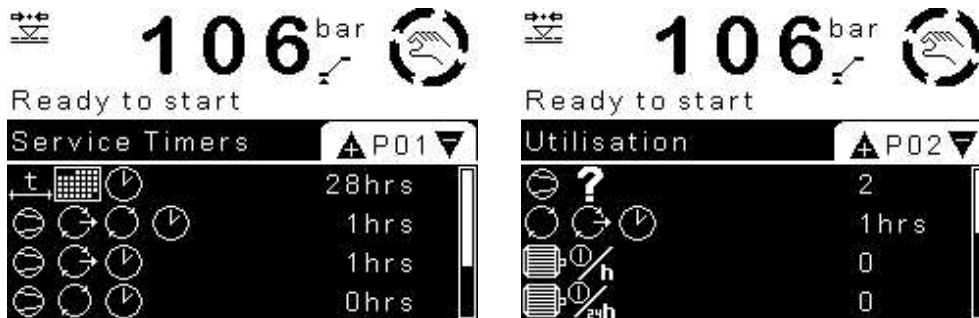 106 bar
Ready to start
Service Timers P01
t 28hrs
1hrs
1hrs
0hrs
106 bar
Ready to start
Utilisation P02
? 2
1hrs
h 0
24h 0